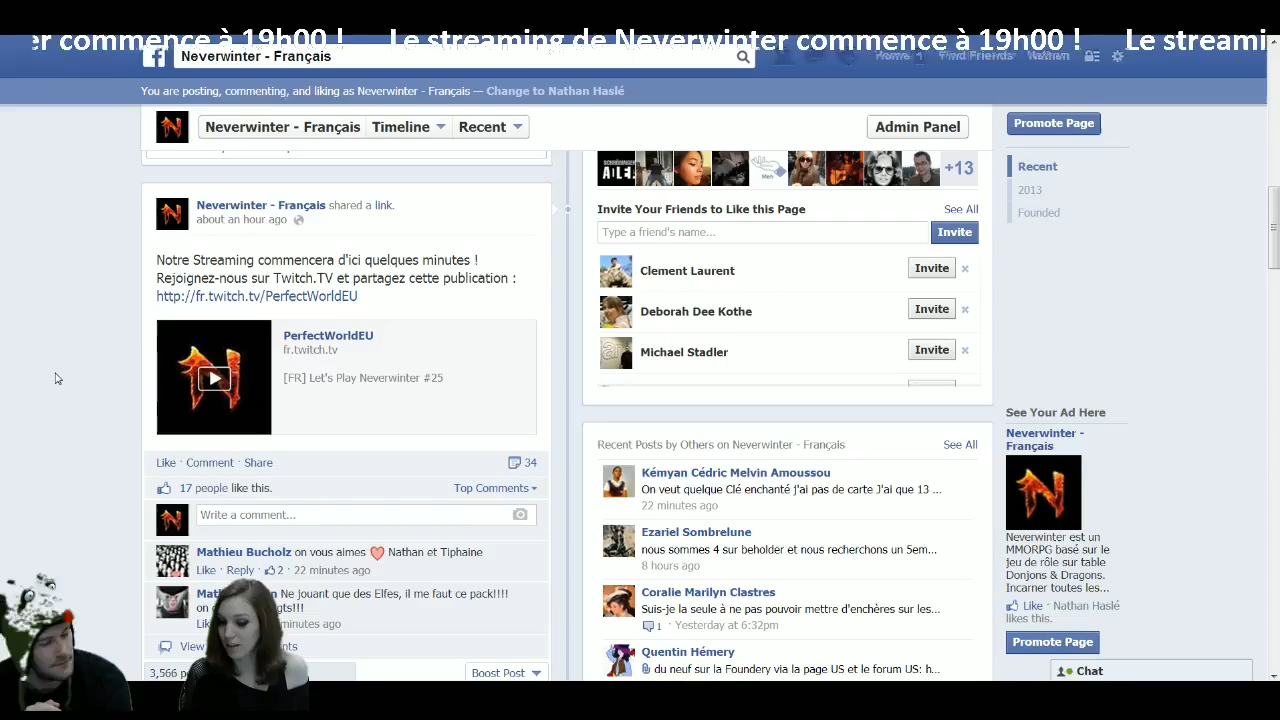 er commence à 19h00 !     Le streaming de Neverwinter commence à 19h00 !     Le streami
Neverwinter - Français
Home 1 Find Friends Nathan
You are posting, commenting, and liking as Neverwinter - Français — Change to Nathan Haslé
Neverwinter - Français Timeline Recent
Admin Panel
Promote Page
Recent
2013
Founded
Neverwinter - Français shared a link.
about an hour ago
Notre Streaming commencera d'ici quelques minutes !
Rejoignez-nous sur Twitch.TV et partagez cette publication :
http://fr.twitch.tv/PerfectWorldEU
PerfectWorldEU
fr.twitch.tv
[FR] Let's Play Neverwinter #25
Like · Comment · Share
34
17 people like this.
Top Comments
Write a comment...
Mathieu Bucholz on vous aimes Nathan et Tiphaine
Like · Reply · 2 · 22 minutes ago
Ne jouant que des Elfes, il me faut ce pack!!!!
minutes ago
View
3,566
Boost Post
SCHRÖDINGER
Meh
+13
Invite Your Friends to Like this Page
See All
Type a friend's name...
Invite
Clement Laurent
Invite
Deborah Dee Kothe
Invite
Michael Stadler
Invite
Recent Posts by Others on Neverwinter - Français
See All
Kémyan Cédric Melvin Amoussou
On veut quelque Clé enchanté j'ai pas de carte J'ai que 13 ...
22 minutes ago
Ezariel Sombrelune
nous sommes 4 sur beholder et nous recherchons un 5em...
8 hours ago
Coralie Marilyn Clastres
Suis-je la seule à ne pas pouvoir mettre d'enchères sur les...
1 · Yesterday at 6:32pm
Quentin Hémery
du neuf sur la Foundery via la page US et le forum US: h...
See Your Ad Here
Neverwinter -
Français
Neverwinter est un
MMORPG basé sur le
jeu de rôle sur table
Donjons & Dragons.
Incarner toutes les...
Like · Nathan Haslé
likes this.
Promote Page
Chat